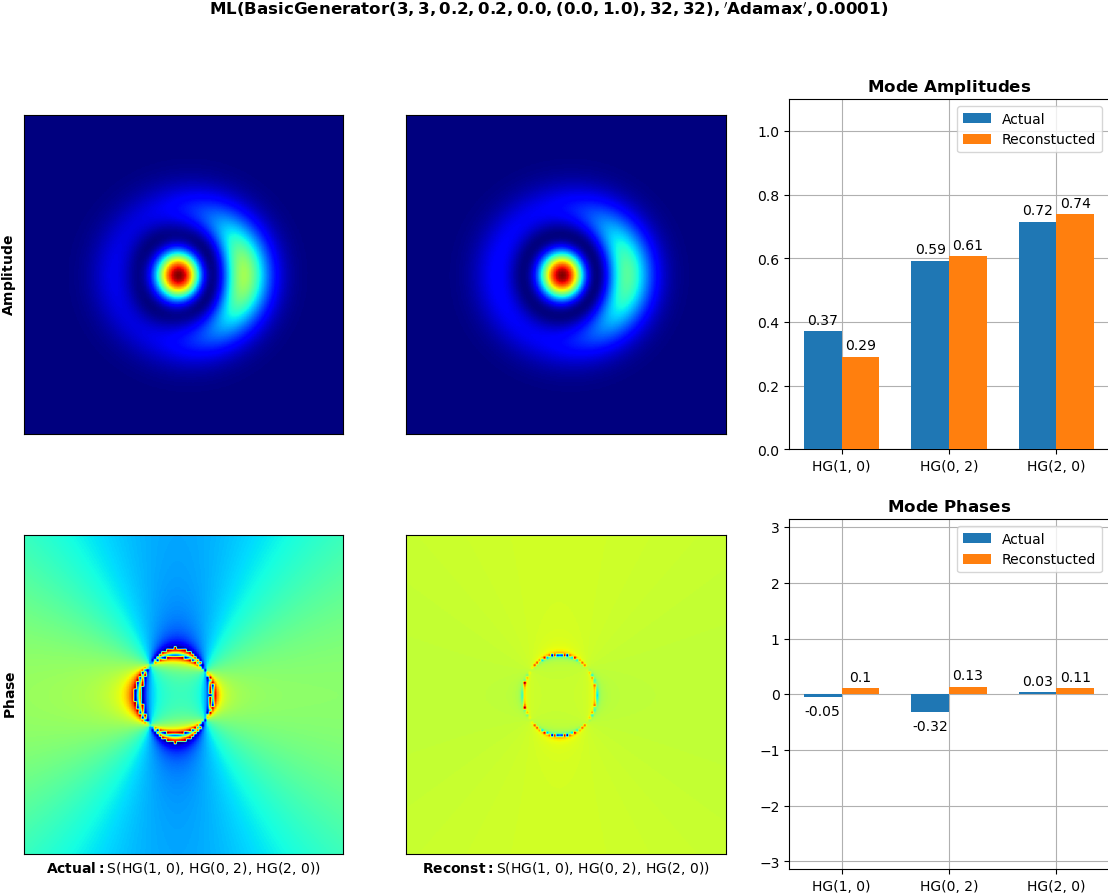 ML(BasicGenerator(3, 3, 0.2, 0.2, 0.0, (0.0, 1.0), 32, 32), ′Adamax′, 0.0001)
Amplitude
Mode Amplitudes
Actual
Reconstucted
1.0
0.8
0.6
0.4
0.2
0.0
0.37
0.29
0.59
0.61
0.72
0.74
HG(1, 0)
HG(0, 2)
HG(2, 0)
Phase
Actual: S(HG(1, 0), HG(0, 2), HG(2, 0))
Reconst: S(HG(1, 0), HG(0, 2), HG(2, 0))
Mode Phases
Actual
Reconstucted
3
2
1
0
−1
−2
−3
-0.05
0.1
-0.32
0.13
0.03
0.11
HG(1, 0)
HG(0, 2)
HG(2, 0)